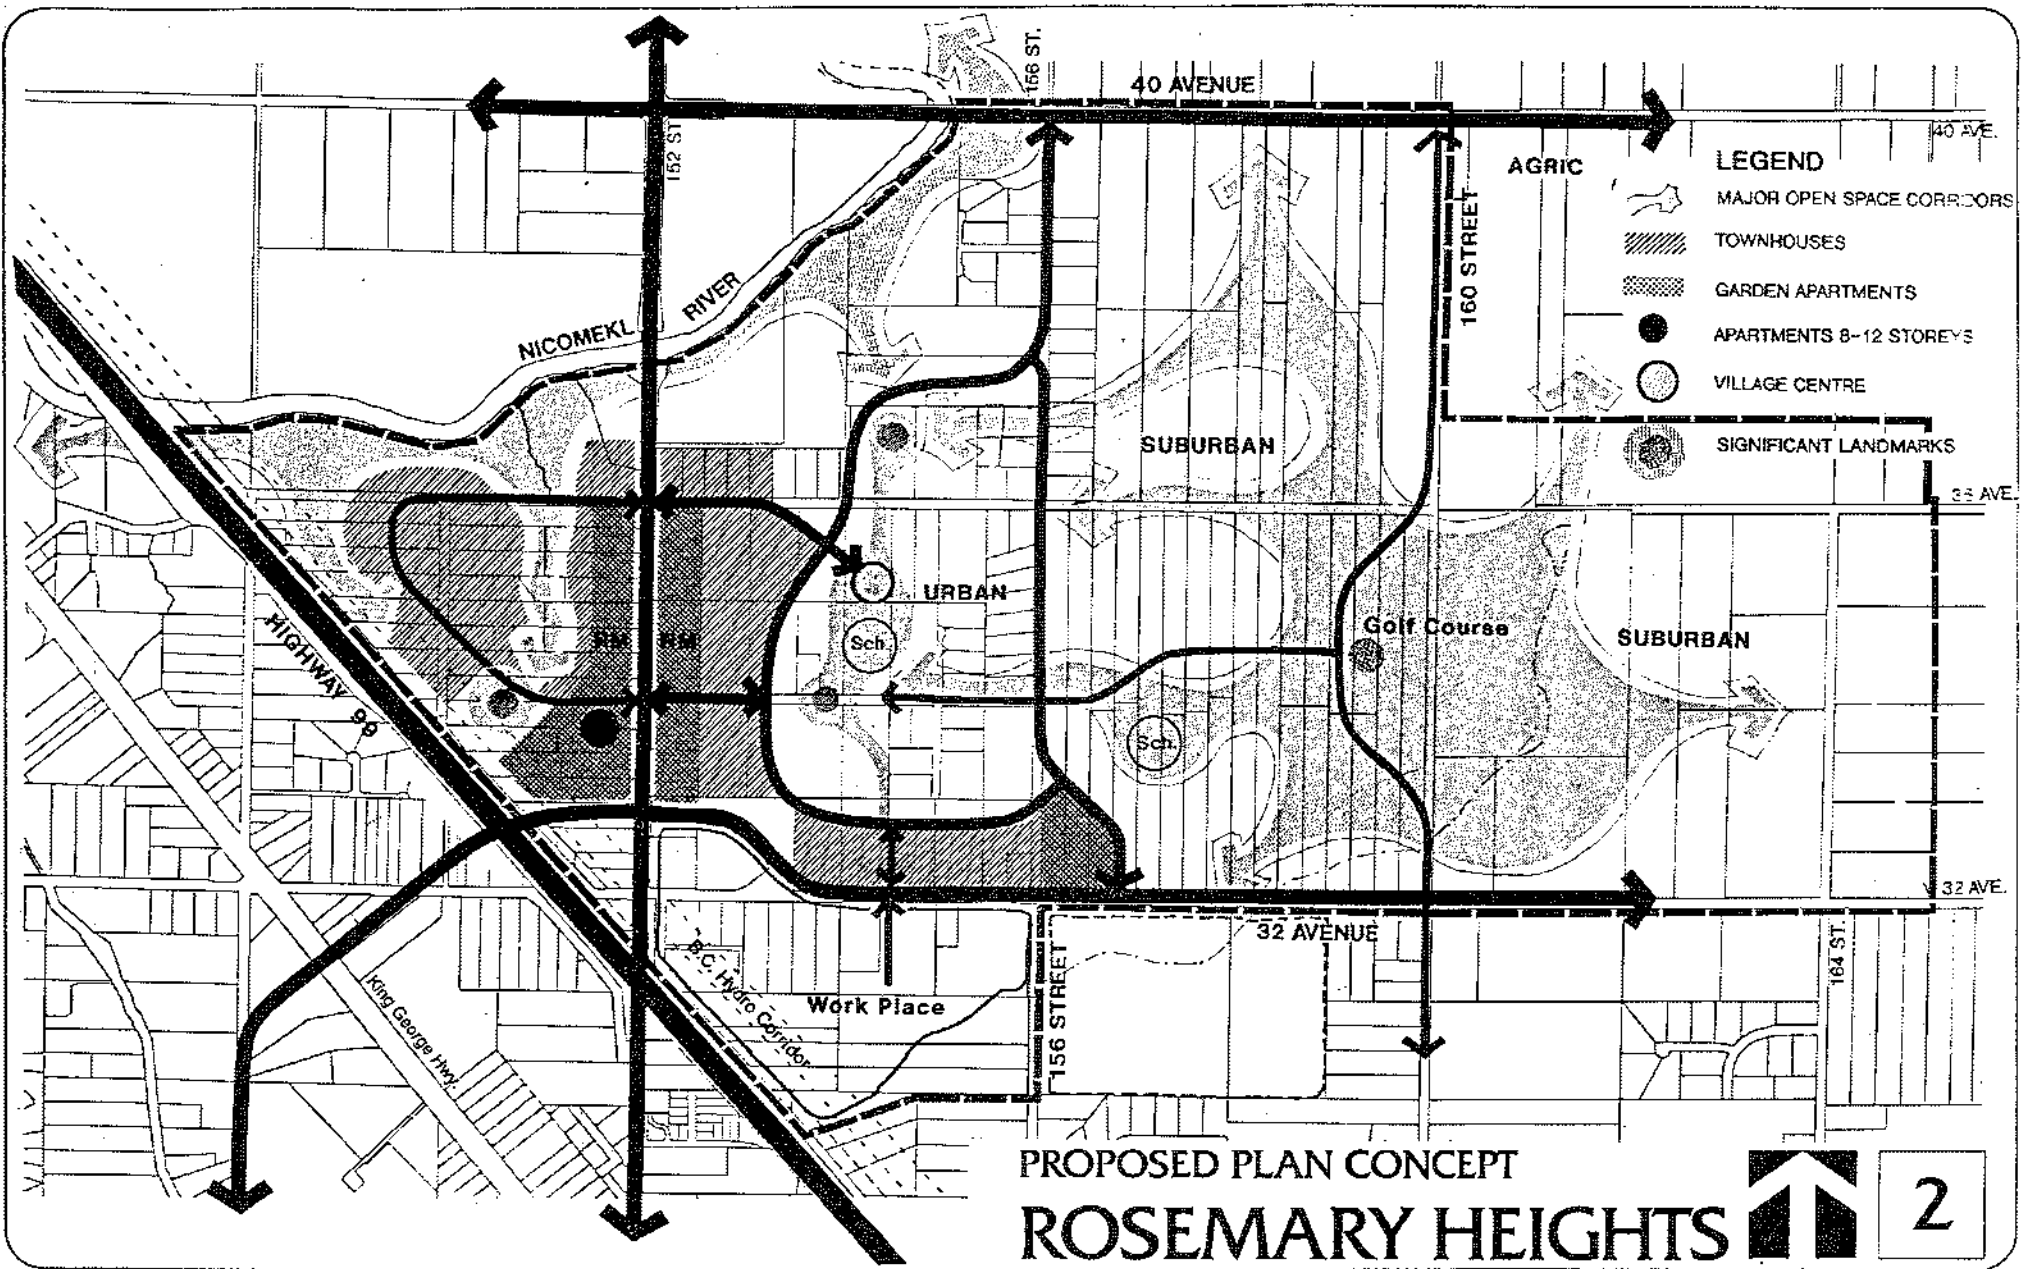 156 ST.
40 AVENUE
152 ST.
40 AVE.
AGRIC
LEGEND
MAJOR OPEN SPACE CORRIDORS
TOWNHOUSES
GARDEN APARTMENTS
APARTMENTS 8-12 STOREYS
VILLAGE CENTRE
SIGNIFICANT LANDMARKS
160 STREET
NICOMEKL RIVER
SUBURBAN
36 AVE.
URBAN
RM RM
Sch.
Golf Course
SUBURBAN
HIGHWAY 99
Sch.
32 AVE.
32 AVENUE
164 ST.
156 STREET
B.C. Hydro Corridor
Work Place
King George Hwy.
PROPOSED PLAN CONCEPT
ROSEMARY HEIGHTS
2